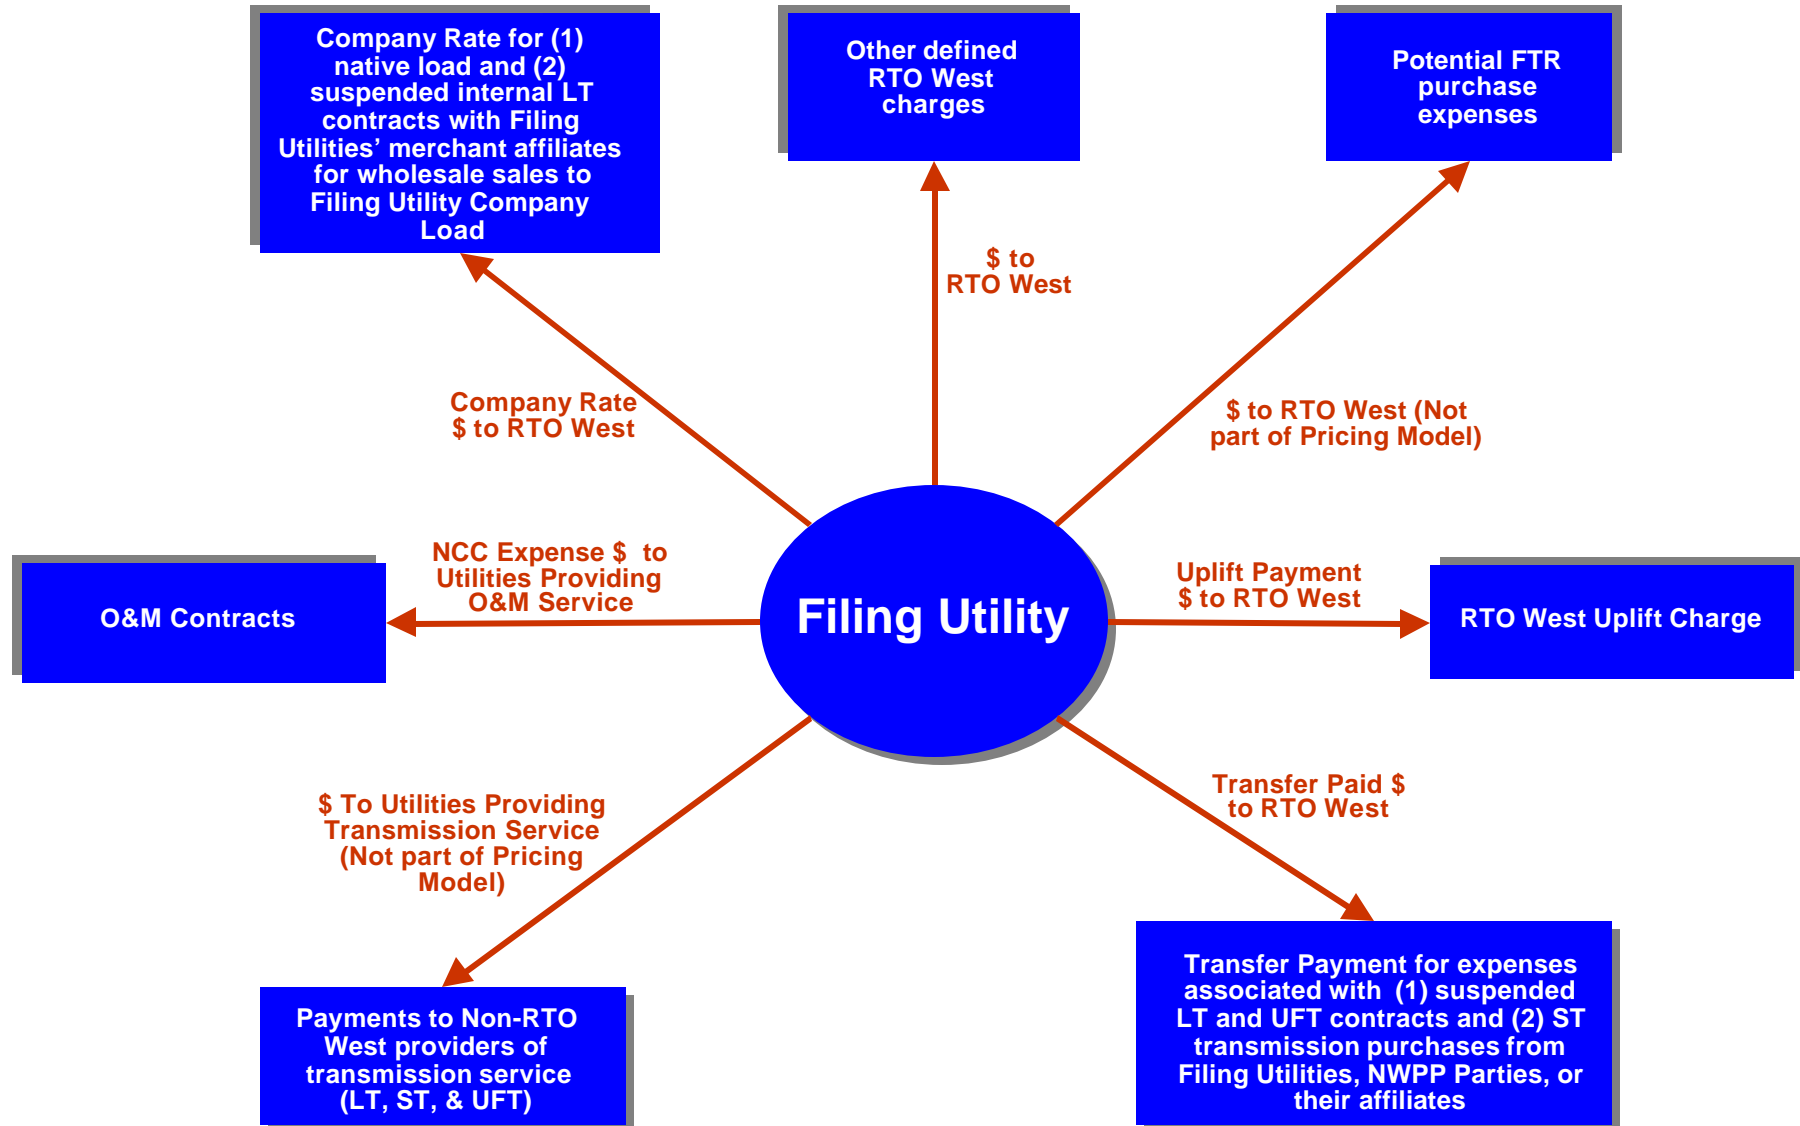 Company Rate for (1)
native load and (2)
suspended internal LT
contracts with Filing
Utilities’ merchant affiliates
for wholesale sales to
Filing Utility Company
Load
Other defined
RTO West
charges
Potential FTR
purchase
expenses
$ to
RTO West
Company Rate
$ to RTO West
$ to RTO West (Not
part of Pricing Model)
NCC Expense $ to
Utilities Providing
O&M Service
O&M Contracts
Filing Utility
Uplift Payment
$ to RTO West
RTO West Uplift Charge
$ To Utilities Providing
Transmission Service
(Not part of Pricing
Model)
Transfer Paid $
to RTO West
Payments to Non-RTO
West providers of
transmission service
(LT, ST, & UFT)
Transfer Payment for expenses
associated with (1) suspended
LT and UFT contracts and (2) ST
transmission purchases from
Filing Utilities, NWPP Parties, or
their affiliates